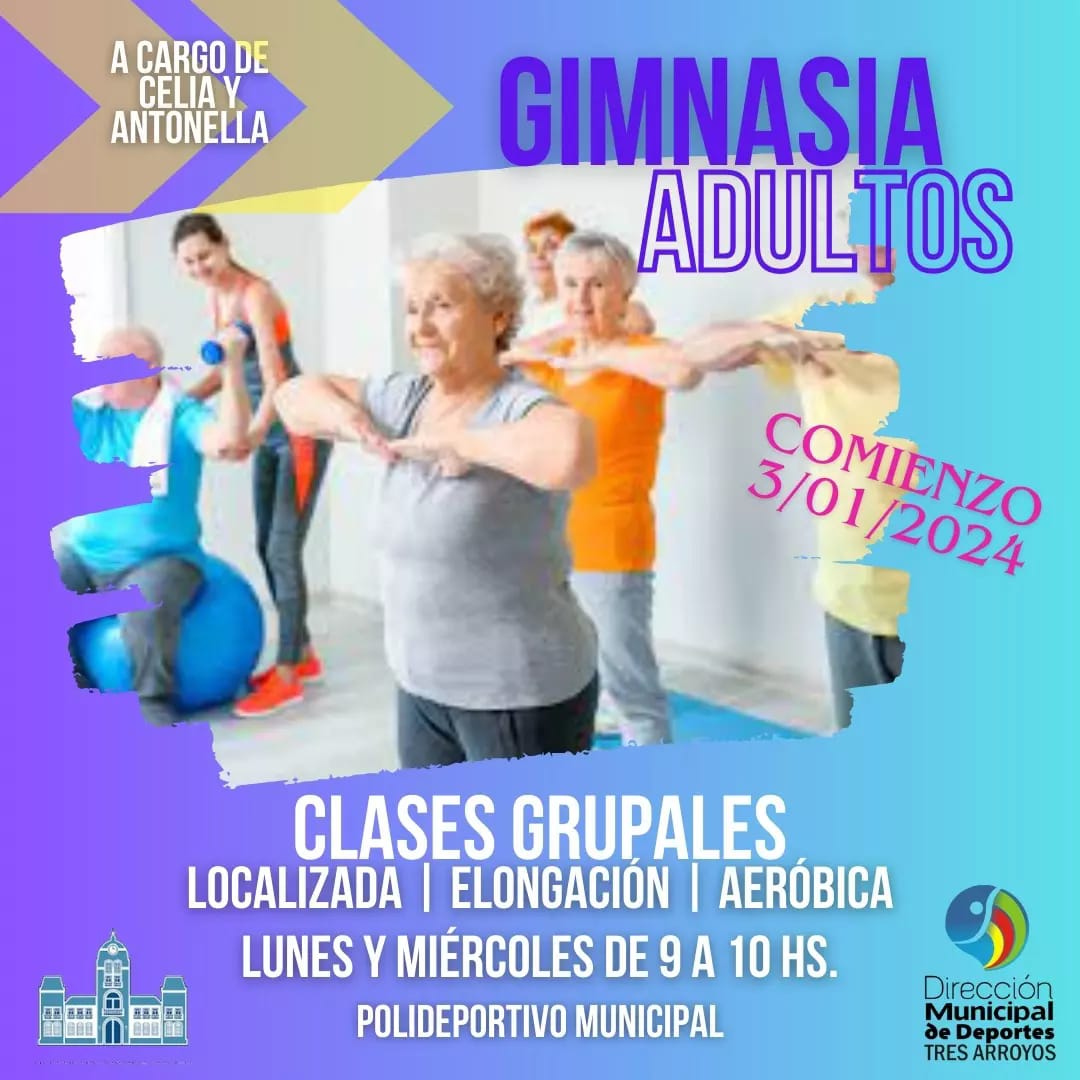 A CARGO DE
CELIA Y
ANTONELLA
GIMNASIA
ADULTOS
COMIENZO
3/01/2024
CLASES GRUPALES
LOCALIZADA | ELONGACIÓN | AERÓBICA
LUNES Y MIÉRCOLES DE 9 A 10 HS.
POLIDEPORTIVO MUNICIPAL
Dirección
Municipal
de Deportes
TRES ARROYOS